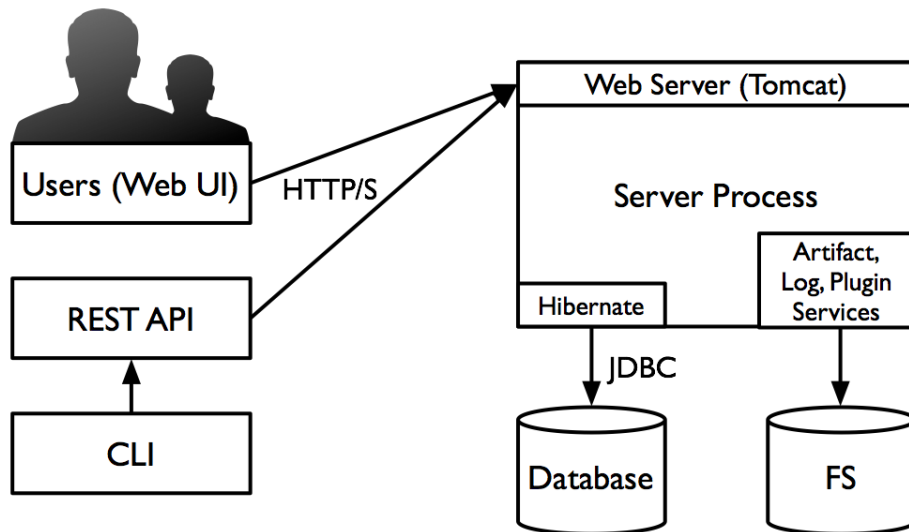 Users (Web UI)
HTTP/S
REST API
CLI
Web Server (Tomcat)
Server Process
Artifact,
Log, Plugin
Services
Hibernate
JDBC
Database
FS